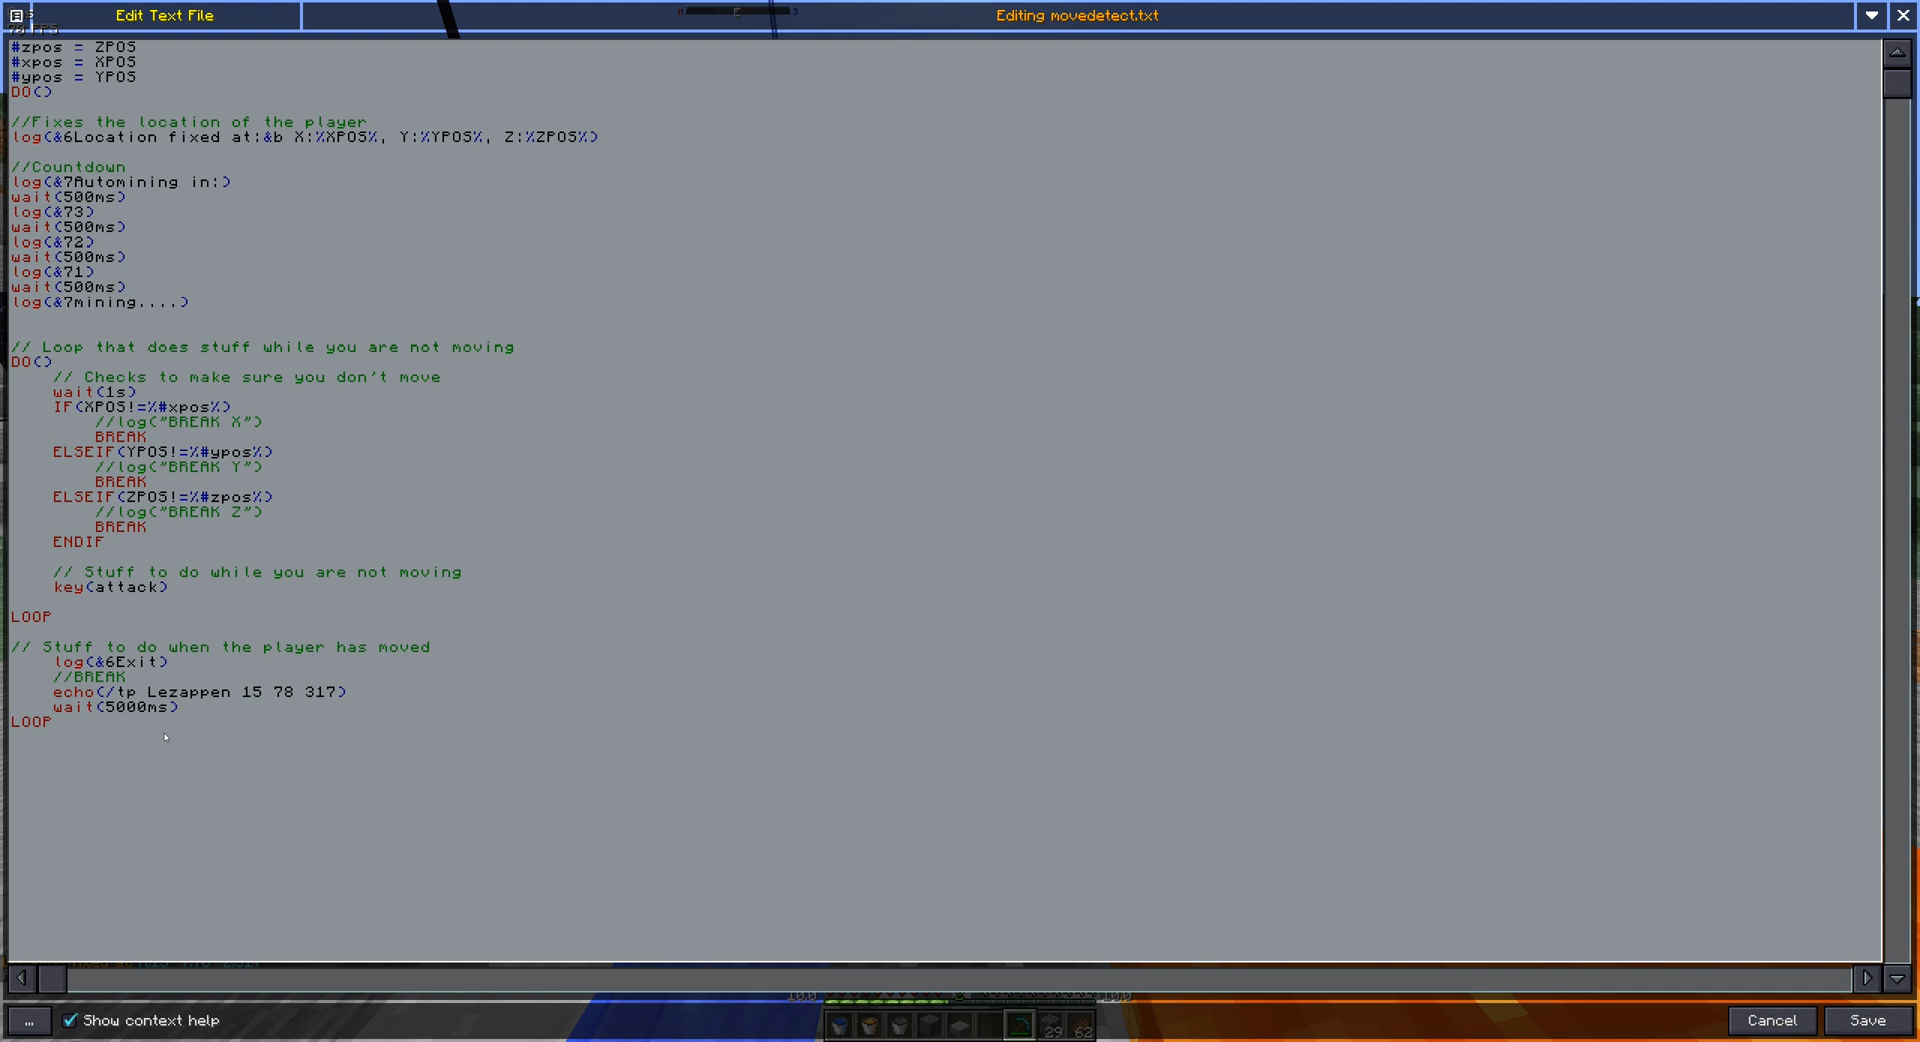 Edit Text File
Editing movedetect.txt
#zpos = ZPOS
#xpos = XPOS
#ypos = YPOS
DO()
//Fixes the location of the player
log(&6Location fixed at:&b X:%XPOS%, Y:%YPOS%, Z:%ZPOS%)
//Countdown
log(&7Automining in:)
wait(500ms)
log(&73)
wait(500ms)
log(&72)
wait(500ms)
log(&71)
wait(500ms)
log(&7mining....)
// Loop that does stuff while you are not moving
DO()
// Checks to make sure you don't move
wait(1s)
IF(XPOS!=%#xpos%)
//log("BREAK X")
BREAK
ELSEIF(YPOS!=%#ypos%)
//log("BREAK Y")
BREAK
ELSEIF(ZPOS!=%#zpos%)
//log("BREAK Z")
BREAK
ENDIF
// Stuff to do while you are not moving
key(attack)
LOOP
// Stuff to do when the player has moved
log(&6Exit)
//BREAK
echo(/tp Lezappen 15 78 317)
wait(5000ms)
LOOP
... Show context help
29 62
Cancel Save